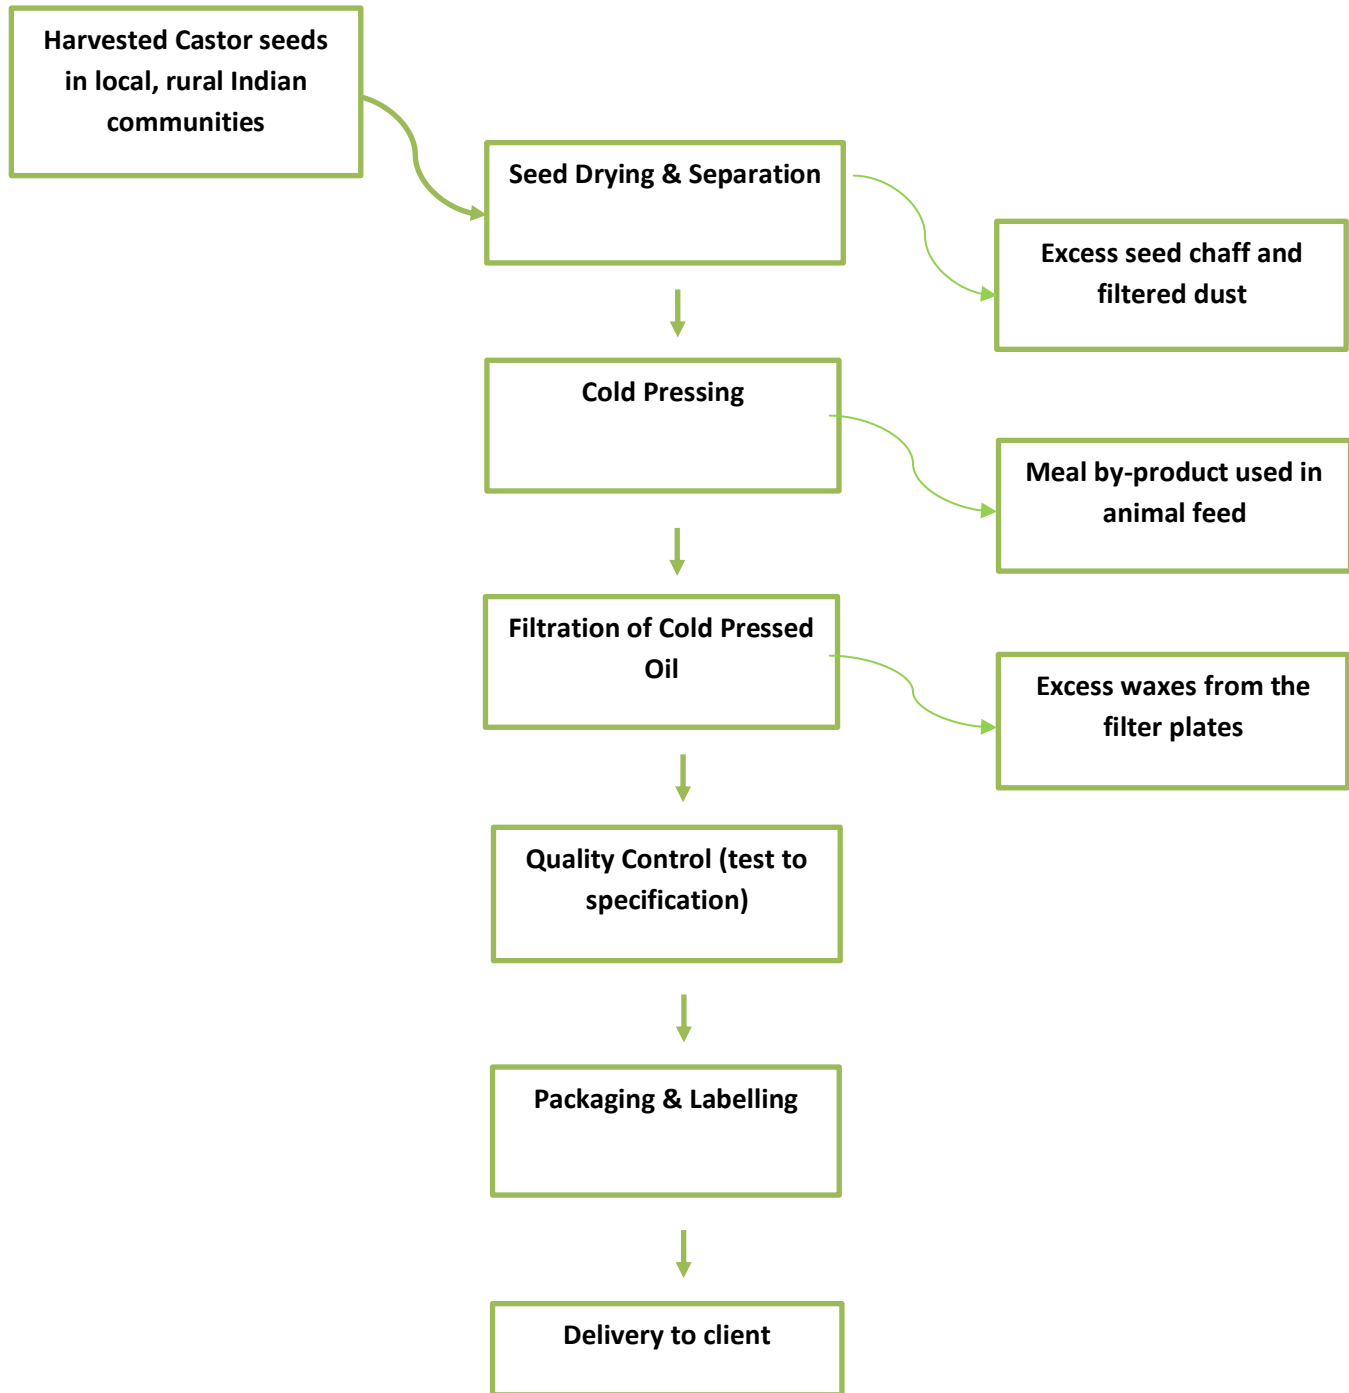 Harvested Castor seeds
in local, rural Indian
communities
Seed Drying & Separation
Excess seed chaff and
filtered dust
Cold Pressing
Meal by-product used in
animal feed
Filtration of Cold Pressed
Oil
Excess waxes from the
filter plates
Quality Control (test to
specification)
Packaging & Labelling
Delivery to client